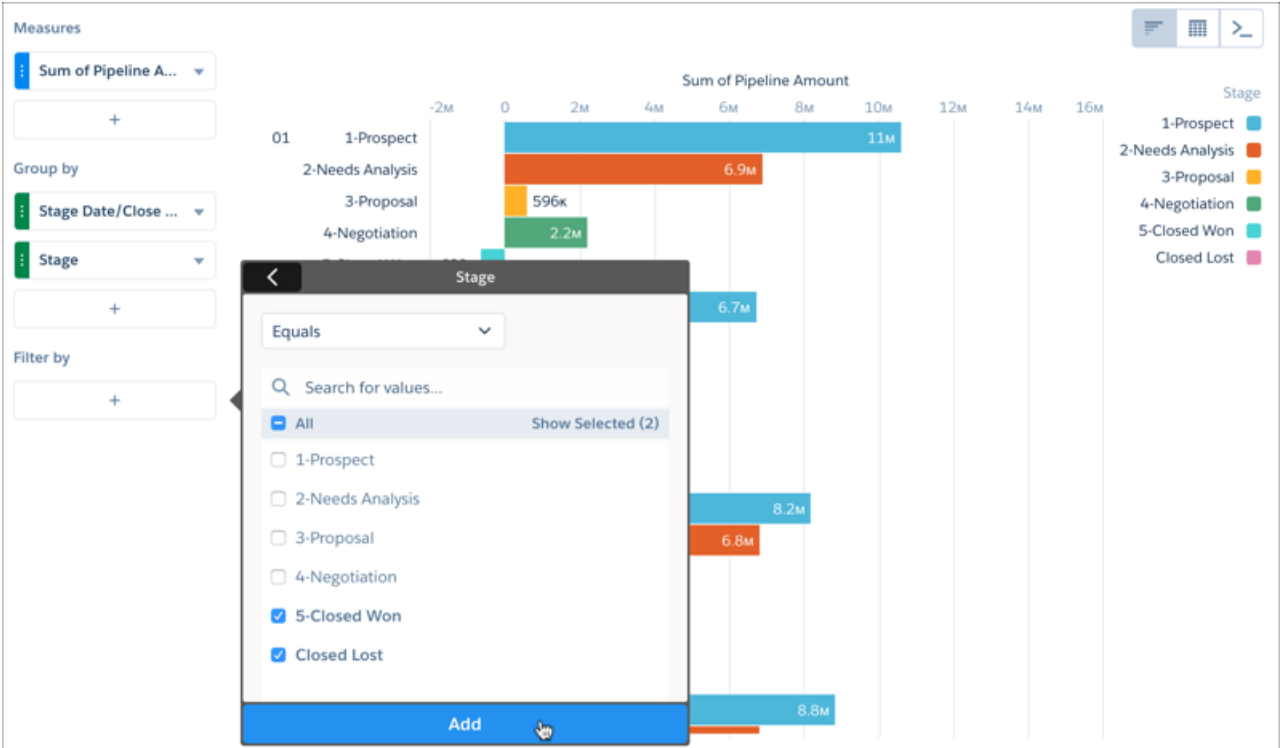 Measures
Sum of Pipeline A...
+
Group by
Stage Date/Close ...
Stage
+
Filter by
+
Sum of Pipeline Amount
-2M 0 2M 4M 6M 8M 10M 12M 14M 16M
01 1-Prospect 11M
2-Needs Analysis 6.9M
3-Proposal 596K
4-Negotiation 2.2M
6.7M
8.2M
6.8M
8.8M
Stage
1-Prospect
2-Needs Analysis
3-Proposal
4-Negotiation
5-Closed Won
Closed Lost
Stage
Equals
Search for values...
All Show Selected (2)
1-Prospect
2-Needs Analysis
3-Proposal
4-Negotiation
5-Closed Won
Closed Lost
Add